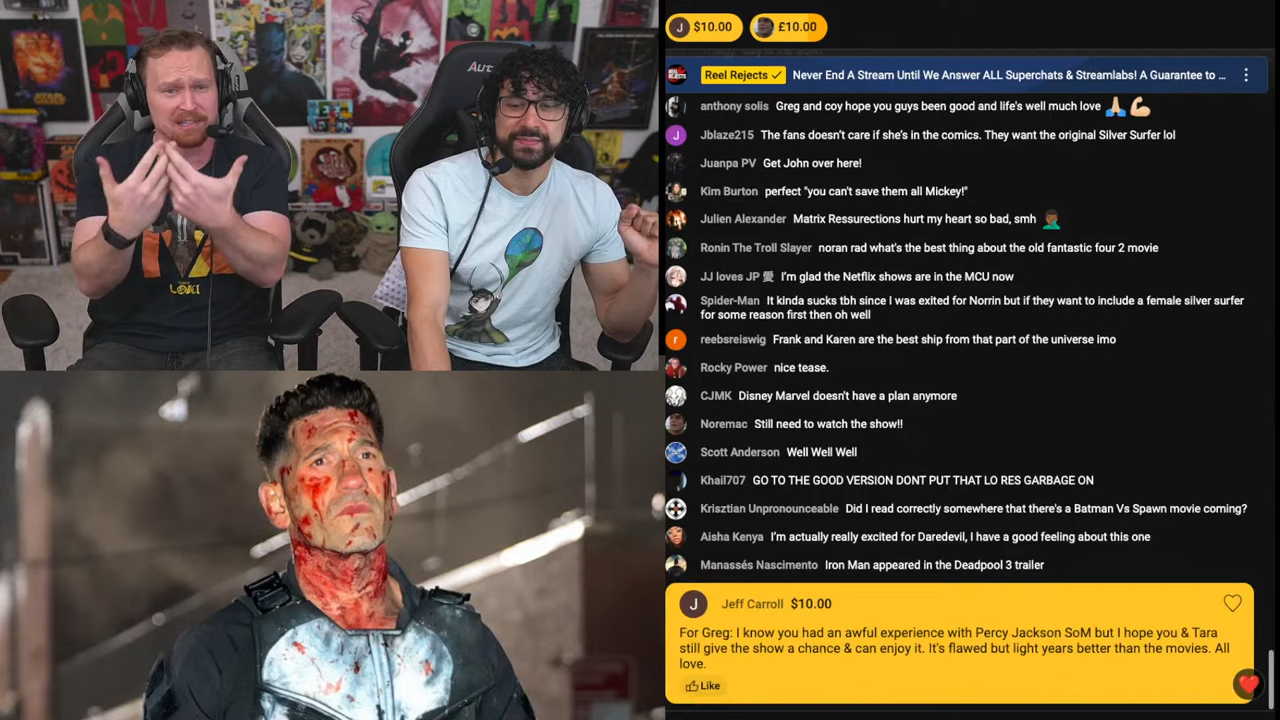 Aut
LOKI
J $10.00
£10.00
Reel Rejects Never End A Stream Until We Answer ALL Superchats & Streamlabs! A Guarantee to ...
anthony solis Greg and coy hope you guys been good and life's well much love
J Jblaze215 The fans doesn't care if she's in the comics. They want the original Silver Surfer lol
Juanpa PV Get John over here!
Kim Burton perfect "you can't save them all Mickey!"
Julien Alexander Matrix Ressurections hurt my heart so bad, smh
Ronin The Troll Slayer noran rad what's the best thing about the old fantastic four 2 movie
JJ loves JP 愛 I'm glad the Netflix shows are in the MCU now
Spider-Man It kinda sucks tbh since I was exited for Norrin but if they want to include a female silver surfer
for some reason first then oh well
r reebsreiswig Frank and Karen are the best ship from that part of the universe imo
Rocky Power nice tease.
CJMK Disney Marvel doesn't have a plan anymore
Noremac Still need to watch the show!!
Scott Anderson Well Well Well
Khail707 GO TO THE GOOD VERSION DONT PUT THAT LO RES GARBAGE ON
Krisztian Unpronounceable Did I read correctly somewhere that there's a Batman Vs Spawn movie coming?
Aisha Kenya I'm actually really excited for Daredevil, I have a good feeling about this one
Manassés Nascimento Iron Man appeared in the Deadpool 3 trailer
J Jeff Carroll $10.00
For Greg: I know you had an awful experience with Percy Jackson SoM but I hope you & Tara
still give the show a chance & can enjoy it. It's flawed but light years better than the movies. All
love.
Like